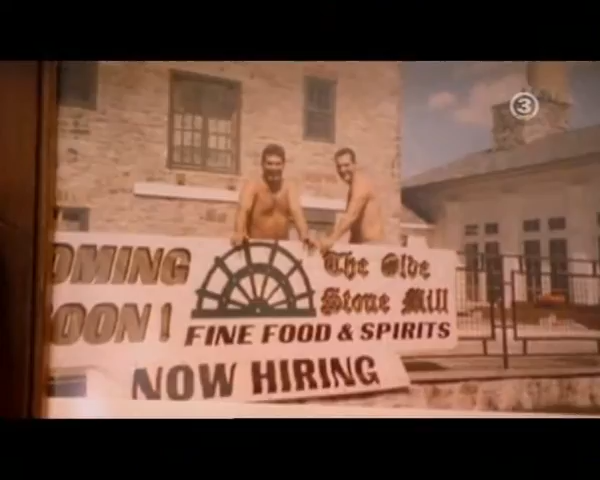 3
OMING
OON!
The Olde
Stone Mill
FINE FOOD & SPIRITS
NOW HIRING